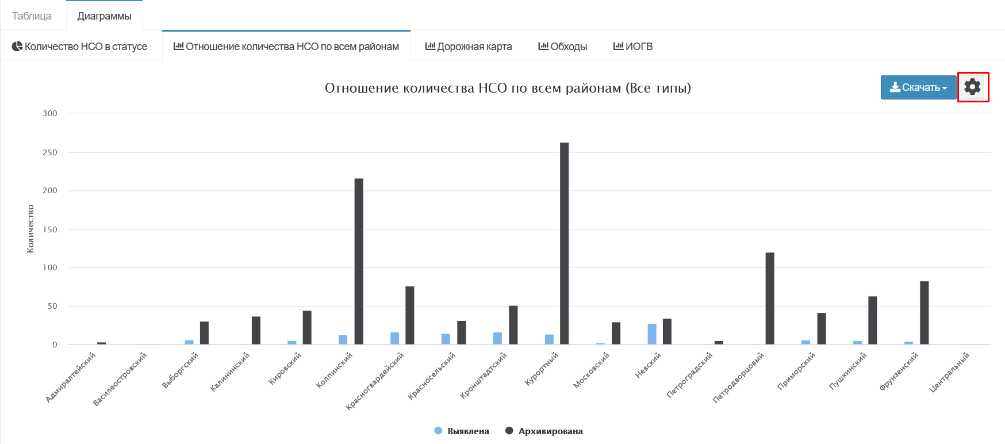 Таблица Диаграммы
Количество НСО в статусе Отношение количества НСО по всем районам Дорожная карта Обходы ИОГВ
Отношение количества НСО по всем районам (Все типы)
Скачать
300
250
200
150
100
50
0
Количество
Адмиралтейский
Василеостровский
Выборгский
Калининский
Кировский
Колпинский
Красногвардейский
Красносельский
Кронштадтский
Курортный
Московский
Невский
Петроградский
Петродворцовый
Приморский
Пушкинский
Фрунзенский
Центральный
Выявлена Архивирована